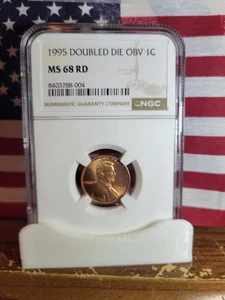 1995 DOUBLED DIE OBV 1C
MS 68 RD
8403788-004
NUMISMATIC GUARANTY COMPANY
NGC